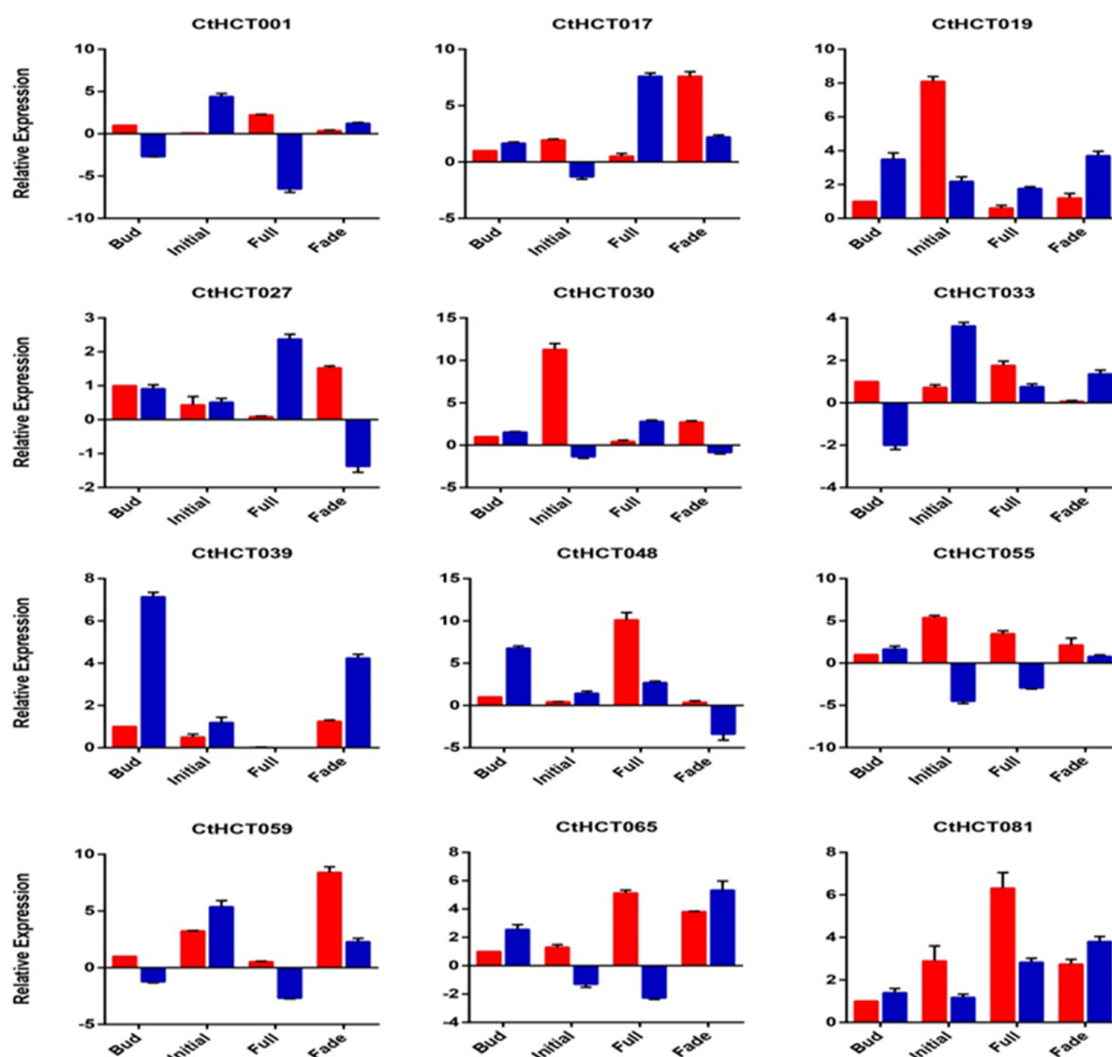 CtHCT001 CtHCT017 CtHCT019
Relative Expression
10 5 0 -5 -10
10 5 0 -5
10 8 6 4 2 0
Bud Initial Full Fade Bud Initial Full Fade Bud Initial Full Fade
CtHCT027 CtHCT030 CtHCT033
Relative Expression
3 2 1 0 -1 -2
15 10 5 0 -5
4 2 0 -2 -4
Bud Initial Full Fade Bud Initial Full Fade Bud Initial Full Fade
CtHCT039 CtHCT048 CtHCT055
Relative Expression
8 6 4 2 0
15 10 5 0 -5
10 5 0 -5 -10
Bud Initial Full Fade Bud Initial Full Fade Bud Initial Full Fade
CtHCT059 CtHCT065 CtHCT081
Relative Expression
10 5 0 -5
8 6 4 2 0 -2 -4
8 6 4 2 0
Bud Initial Full Fade Bud Initial Full Fade Bud Initial Full Fade